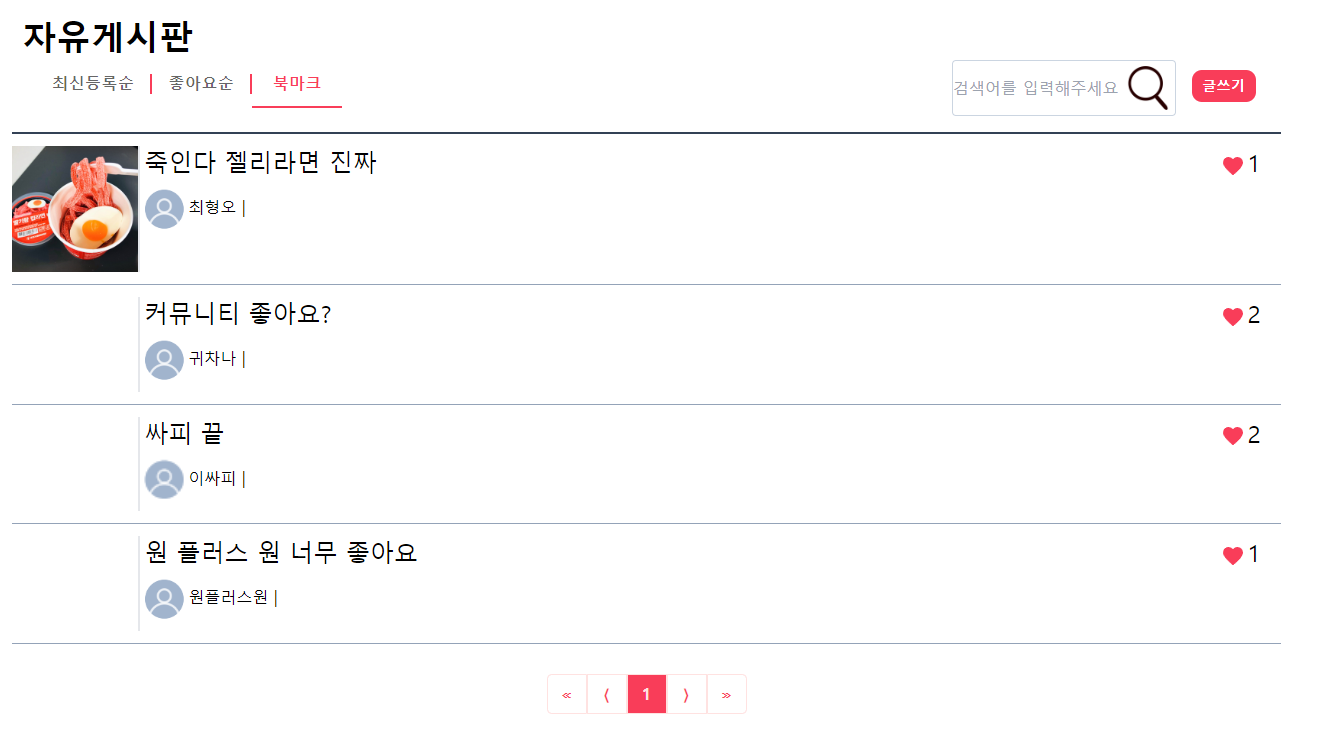 자유게시판
최신등록순 좋아요순 북마크
검색어를 입력해주세요 글쓰기
죽인다 젤리라면 진짜 1
최형오 |
커뮤니티 좋아요? 2
귀차나 |
싸피 끝 2
이싸피 |
원 플러스 원 너무 좋아요 1
원플러스원 |
« ⟨ 1 ⟩ »